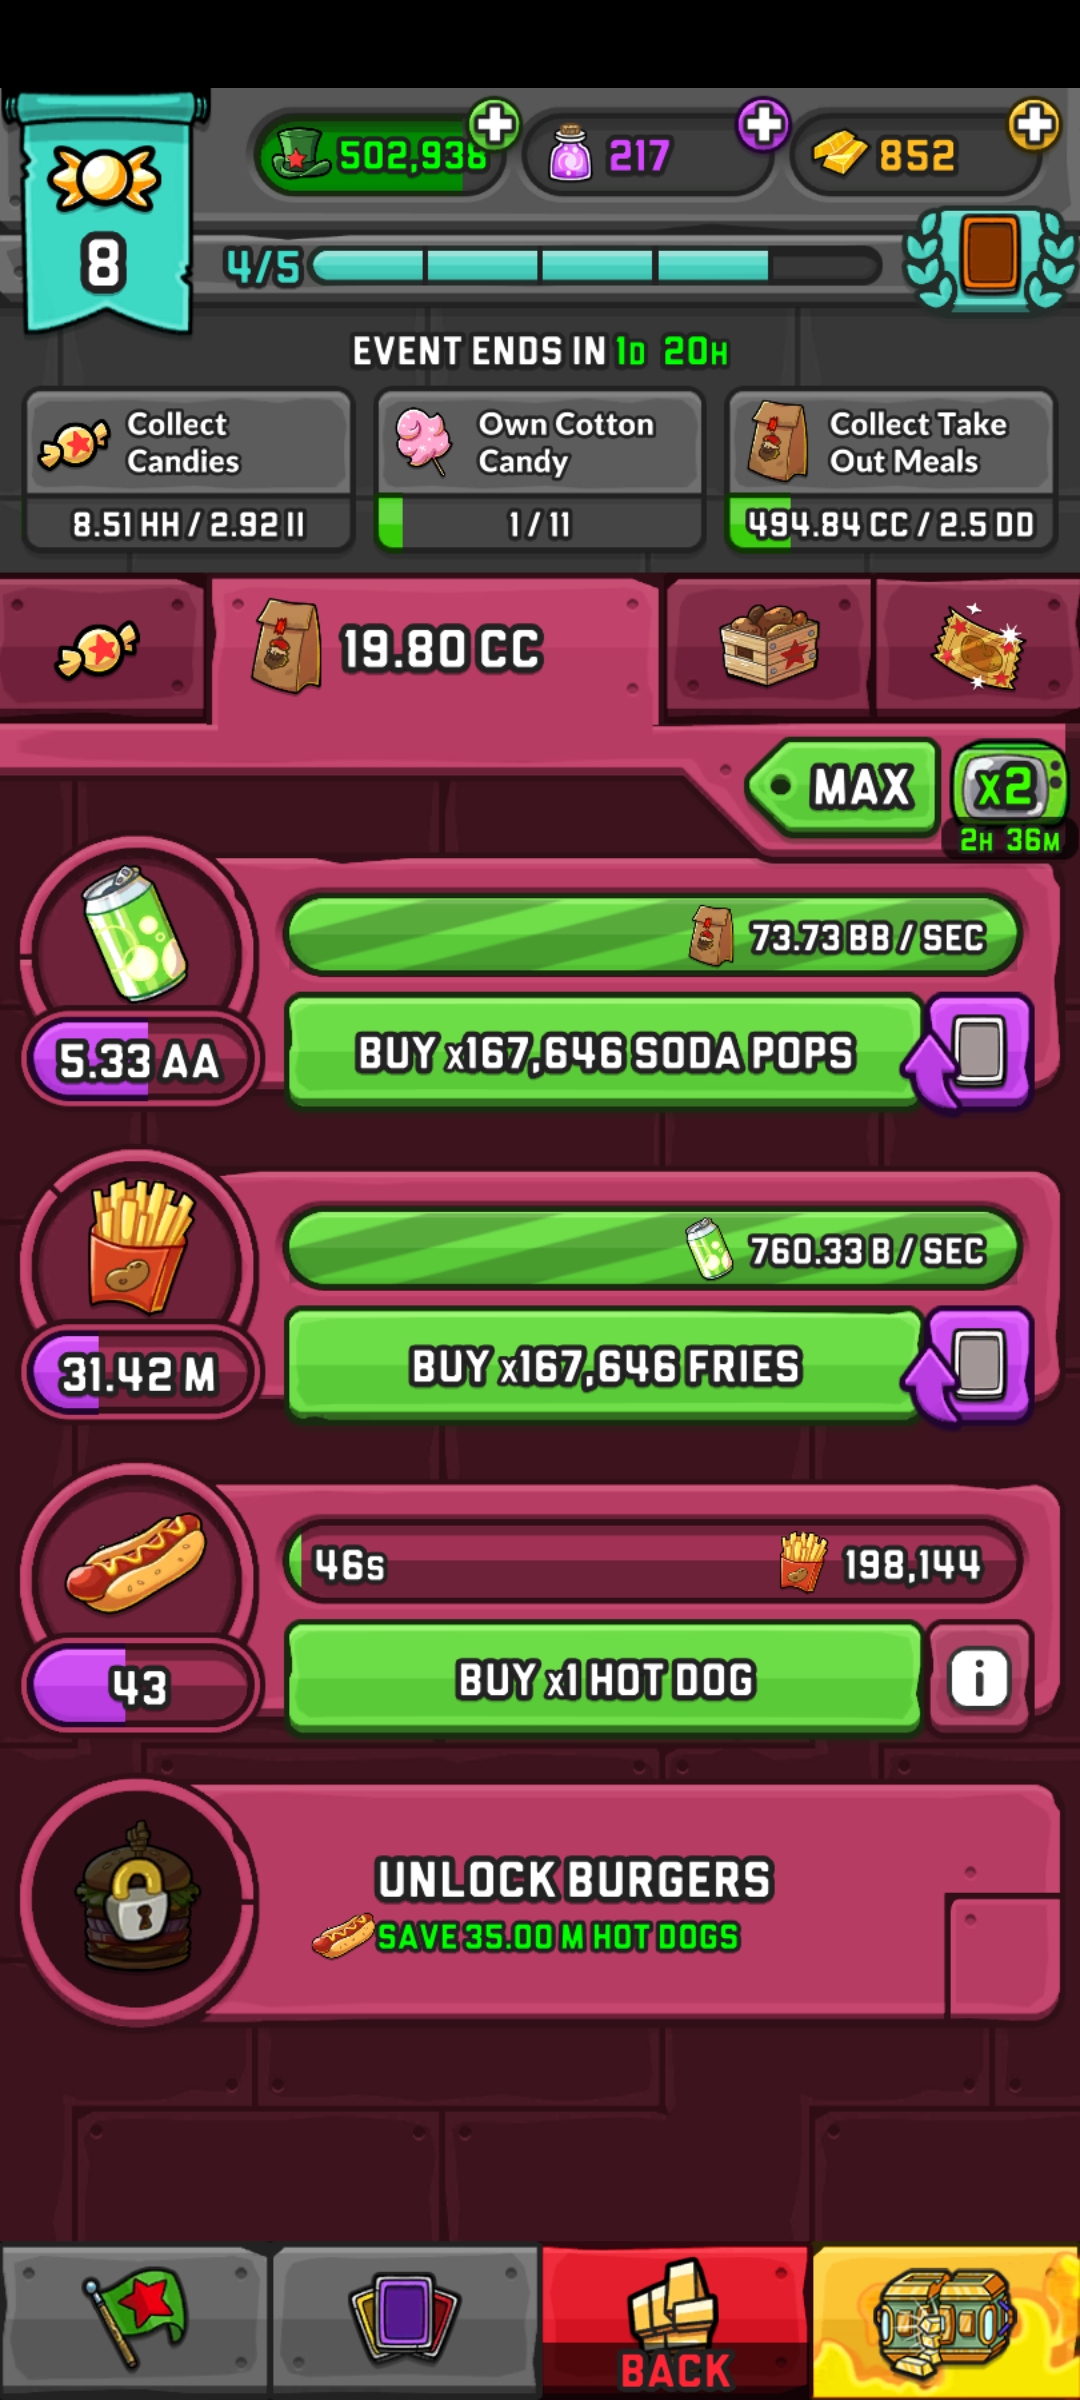 502,938
217
852
8
4/5
EVENT ENDS IN 1D 20H
Collect
Candies
8.51 HH / 2.92 II
Own Cotton
Candy
1 / 11
Collect Take
Out Meals
494.84 CC / 2.5 DD
19.80 CC
MAX
x2
2H 36M
73.73 BB / SEC
5.33 AA
BUY x167,646 SODA POPS
760.33 B / SEC
31.42 M
BUY x167,646 FRIES
46s
198,144
43
BUY x1 HOT DOG
i
UNLOCK BURGERS
SAVE 35.00 M HOT DOGS
BACK